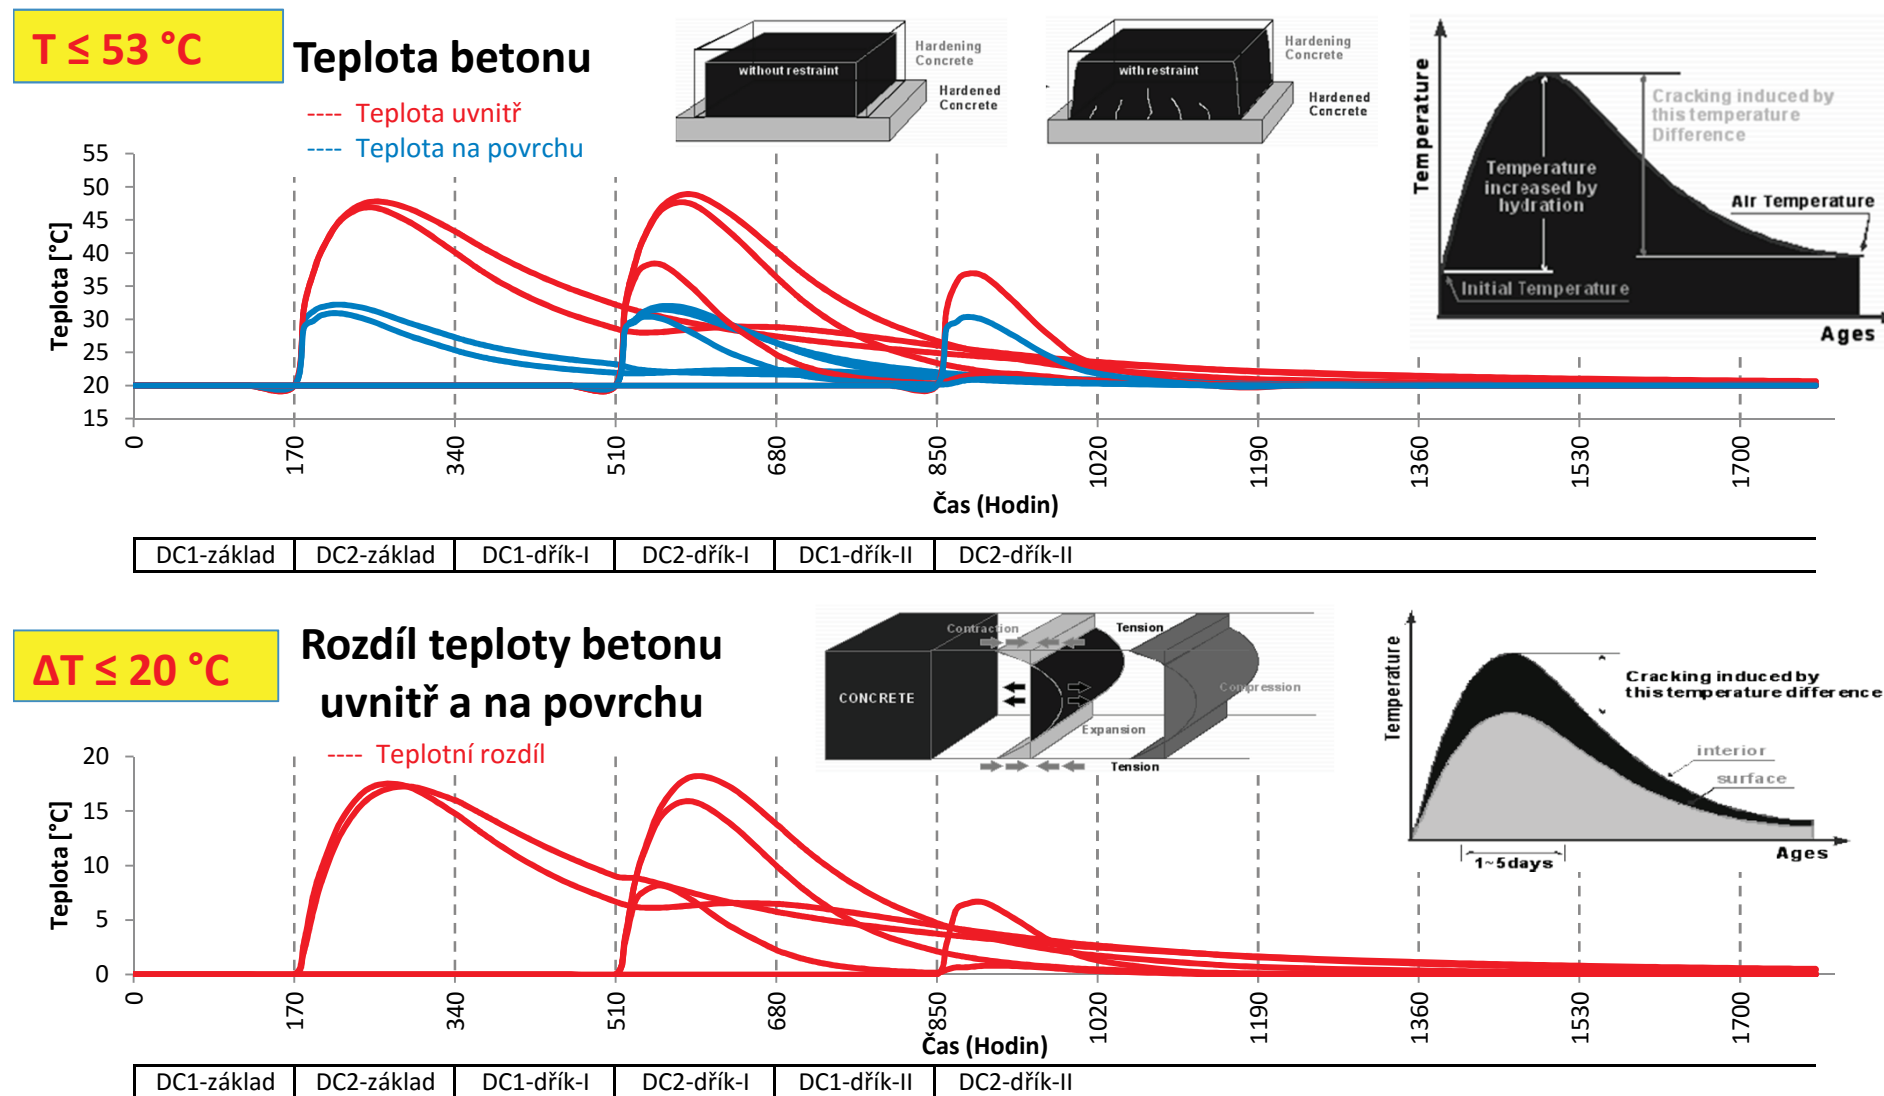 T ≤ 53 °C
Teplota betonu
---- Teplota uvnitř
---- Teplota na povrchu
without restraint
Hardening
Concrete
Hardened
Concrete
with restraint
Hardening
Concrete
Hardened
Concrete
Temperature
Cracking induced by
this temperature
Difference
Temperature
increased by
hydration
Air Temperature
Initial Temperature
Ages
Teplota [°C]
55
50
45
40
35
30
25
20
15
0
170
340
510
680
850
1020
1190
1360
1530
1700
Čas (Hodin)
DC1-základ DC2-základ DC1-dřík-I DC2-dřík-I DC1-dřík-II DC2-dřík-II
ΔT ≤ 20 °C
Rozdíl teploty betonu
uvnitř a na povrchu
---- Teplotní rozdíl
CONCRETE
Contraction
Tension
Compression
Expansion
Tension
Temperature
Cracking induced by
this temperature difference
interior
surface
1~5days
Ages
Teplota [°C]
20
15
10
5
0
0
170
340
510
680
850
1020
1190
1360
1530
1700
Čas (Hodin)
DC1-základ DC2-základ DC1-dřík-I DC2-dřík-I DC1-dřík-II DC2-dřík-II